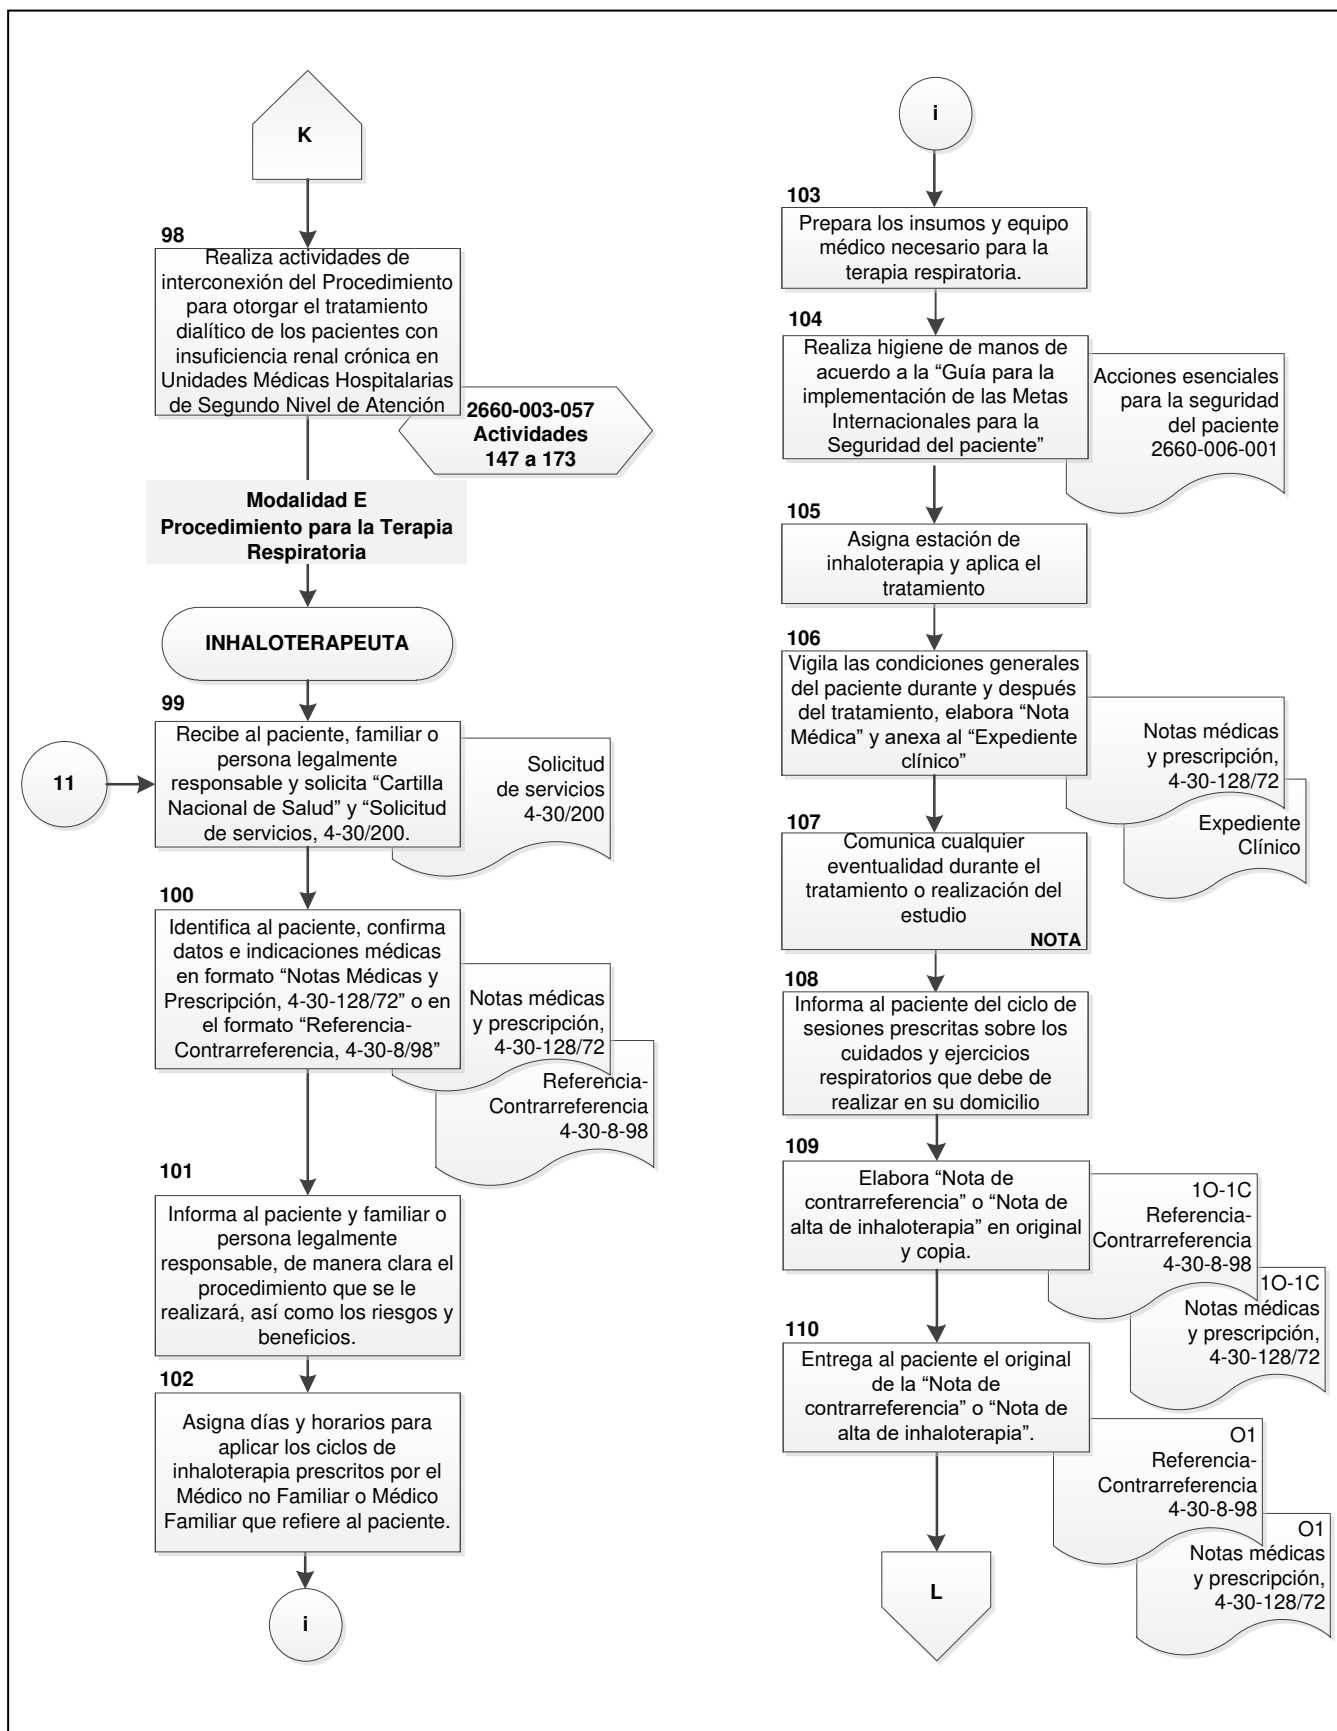 K
98
Realiza actividades de
interconexión del Procedimiento
para otorgar el tratamiento
dialítico de los pacientes con
insuficiencia renal crónica en
Unidades Médicas Hospitalarias
de Segundo Nivel de Atención
2660-003-057
Actividades
147 a 173
Modalidad E
Procedimiento para la Terapia
Respiratoria
INHALOTERAPEUTA
99
Recibe al paciente, familiar o
persona legalmente
responsable y solicita “Cartilla
Nacional de Salud” y “Solicitud
de servicios, 4-30/200.
11
Solicitud
de servicios
4-30/200
100
Identifica al paciente, confirma
datos e indicaciones médicas
en formato “Notas Médicas y
Prescripción, 4-30-128/72” o en
el formato “Referencia-
Contrarreferencia, 4-30-8/98”
Notas médicas
y prescripción,
4-30-128/72
Referencia-
Contrarreferencia
4-30-8-98
101
Informa al paciente y familiar o
persona legalmente
responsable, de manera clara el
procedimiento que se le
realizará, así como los riesgos y
beneficios.
102
Asigna días y horarios para
aplicar los ciclos de
inhaloterapia prescritos por el
Médico no Familiar o Médico
Familiar que refiere al paciente.
i
i
103
Prepara los insumos y equipo
médico necesario para la
terapia respiratoria.
104
Realiza higiene de manos de
acuerdo a la “Guía para la
implementación de las Metas
Internacionales para la
Seguridad del paciente”
Acciones esenciales
para la seguridad
del paciente
2660-006-001
105
Asigna estación de
inhaloterapia y aplica el
tratamiento
106
Vigila las condiciones generales
del paciente durante y después
del tratamiento, elabora “Nota
Médica” y anexa al “Expediente
clínico”
Notas médicas
y prescripción,
4-30-128/72
Expediente
Clínico
107
Comunica cualquier
eventualidad durante el
tratamiento o realización del
estudio
NOTA
108
Informa al paciente del ciclo de
sesiones prescritas sobre los
cuidados y ejercicios
respiratorios que debe de
realizar en su domicilio
109
Elabora “Nota de
contrarreferencia” o “Nota de
alta de inhaloterapia” en original
y copia.
1O-1C
Referencia-
Contrarreferencia
4-30-8-98
1O-1C
Notas médicas
y prescripción,
4-30-128/72
110
Entrega al paciente el original
de la “Nota de
contrarreferencia” o “Nota de
alta de inhaloterapia”.
O1
Referencia-
Contrarreferencia
4-30-8-98
O1
Notas médicas
y prescripción,
4-30-128/72
L